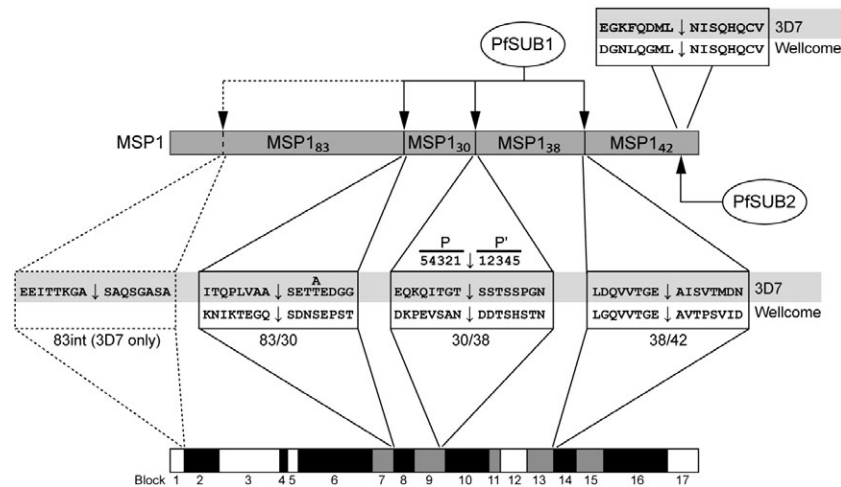 EGKFQDML ↓ NISQHQCV 3D7
DGNLQGML ↓ NISQHQCV Wellcome
PfSUB1
MSP1 MSP1₈₃ MSP1₃₀ MSP1₃₈ MSP1₄₂
PfSUB2
P P'
54321 ↓ 12345
A
EEITTKGA ↓ SAQSGASA ITQPLVAA ↓ SETTEDGG EQKQITGT ↓ SSTSSPGN LDQVVTGE ↓ AISVTMDN 3D7
KNIKTEGQ ↓ SDNSEPST DKPEVSAN ↓ DDTSHSTN LGQVVTGE ↓ AVTPSVID Wellcome
83int (3D7 only) 83/30 30/38 38/42
Block 1 2 3 4 5 6 7 8 9 10 11 12 13 14 15 16 17